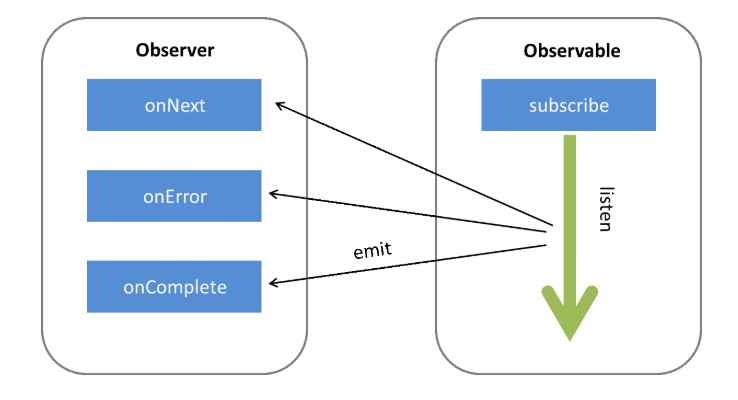 Observer
onNext
onError
onComplete
emit
Observable
subscribe
listen